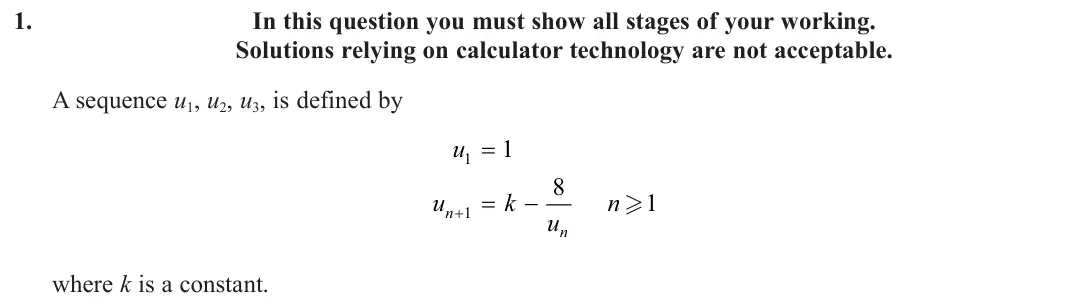 1. In this question you must show all stages of your working.
Solutions relying on calculator technology are not acceptable.
A sequence u₁, u₂, u₃, is defined by
u₁ = 1
uₙ₊₁ = k − 8/uₙ n ⩾ 1
where k is a constant.